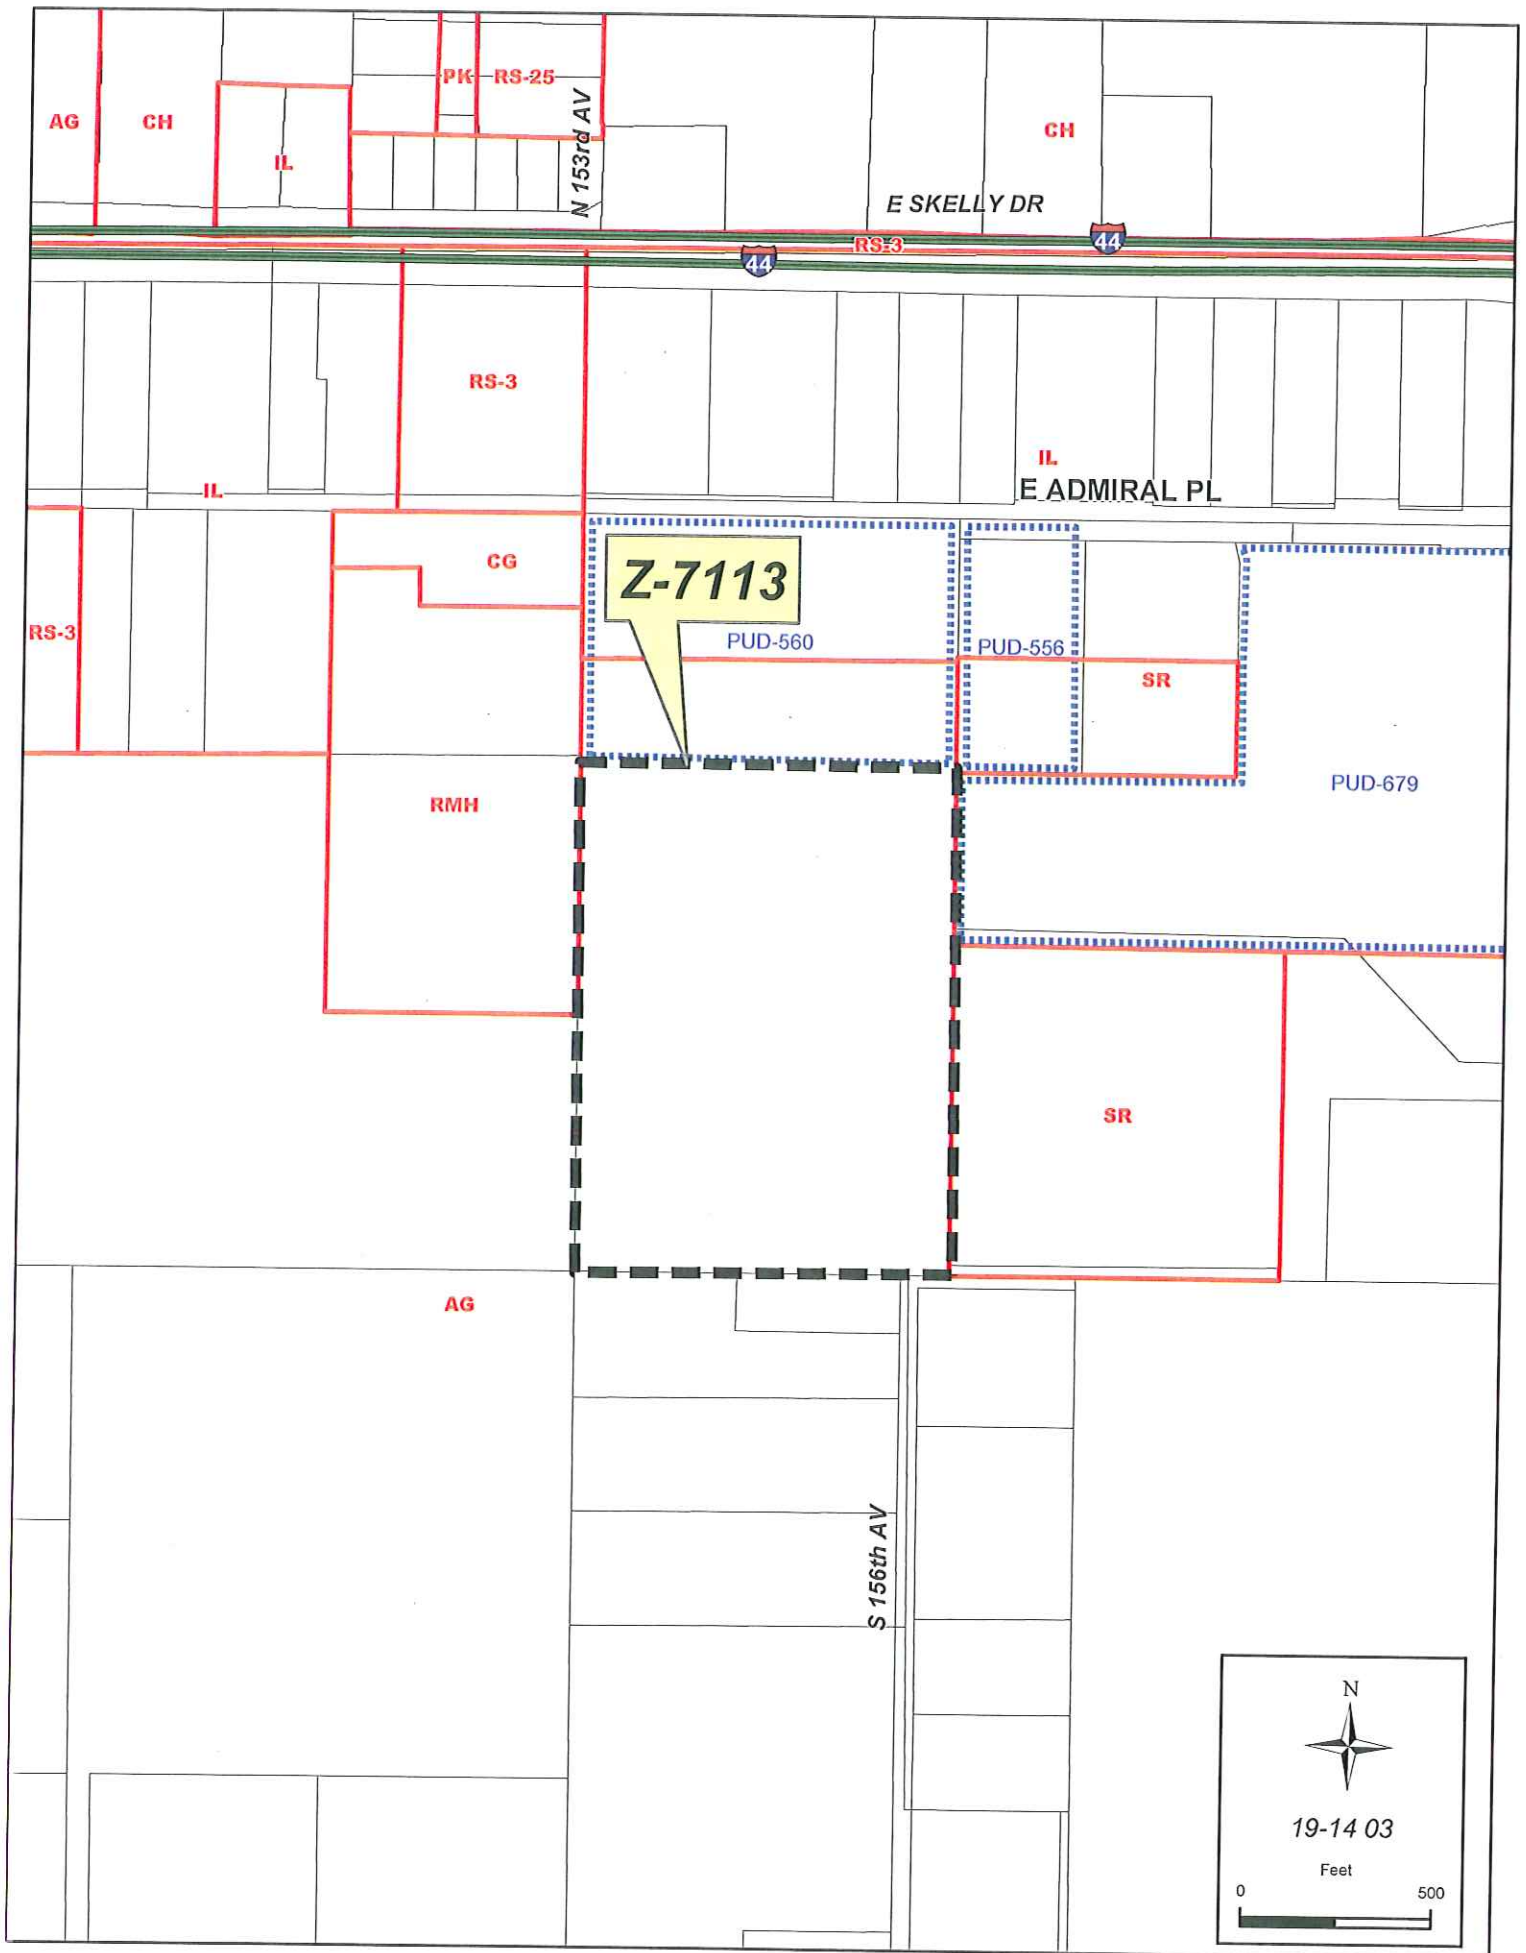 PK
RS-25
AG
CH
IL
N 153rd AV
CH
E SKELLY DR
44
RS-3
44
RS-3
IL
IL
E ADMIRAL PL
CG
Z-7113
RS-3
PUD-560
PUD-556
SR
PUD-679
RMH
SR
AG
S 156th AV
N
19-14 03
Feet
0 500